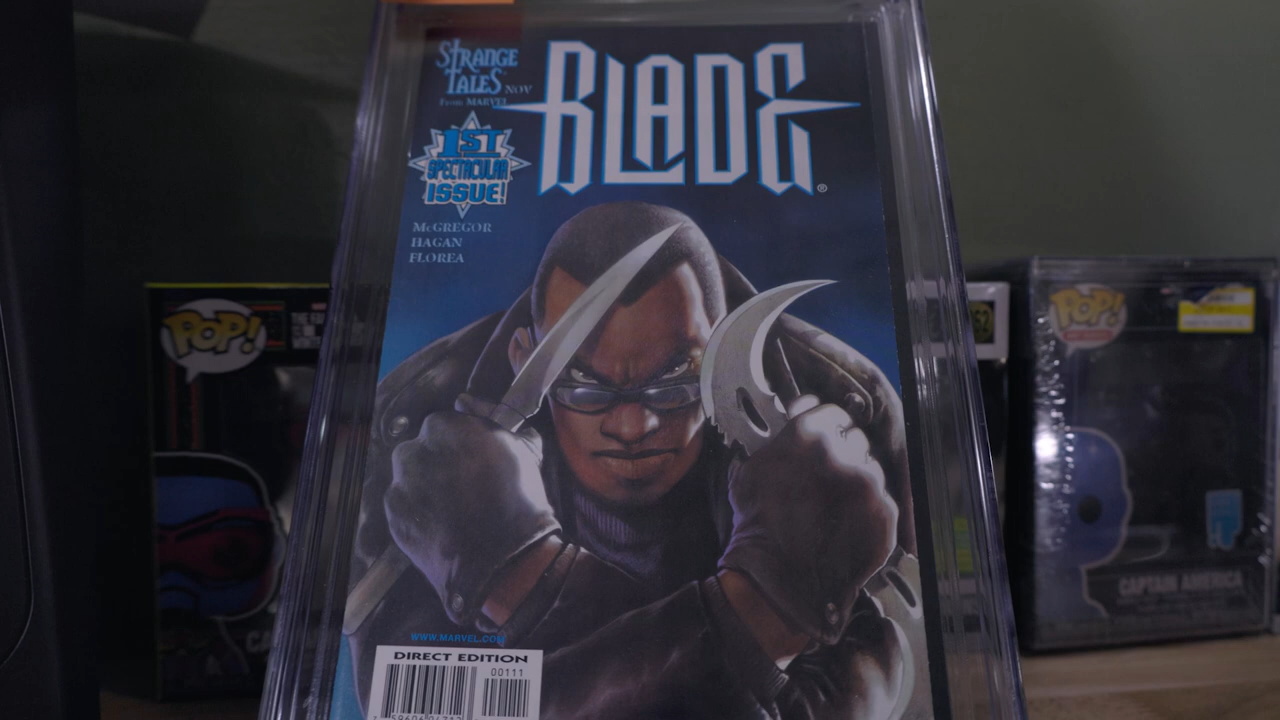 STRANGE
TALES
NOV
From MARVEL
BLADE®
1ST
SPECTACULAR
ISSUE!
McGREGOR
HAGAN
FLOREA
WWW.MARVEL.COM
DIRECT EDITION
00111
POP!
POP!
CAPTAIN AMERICA